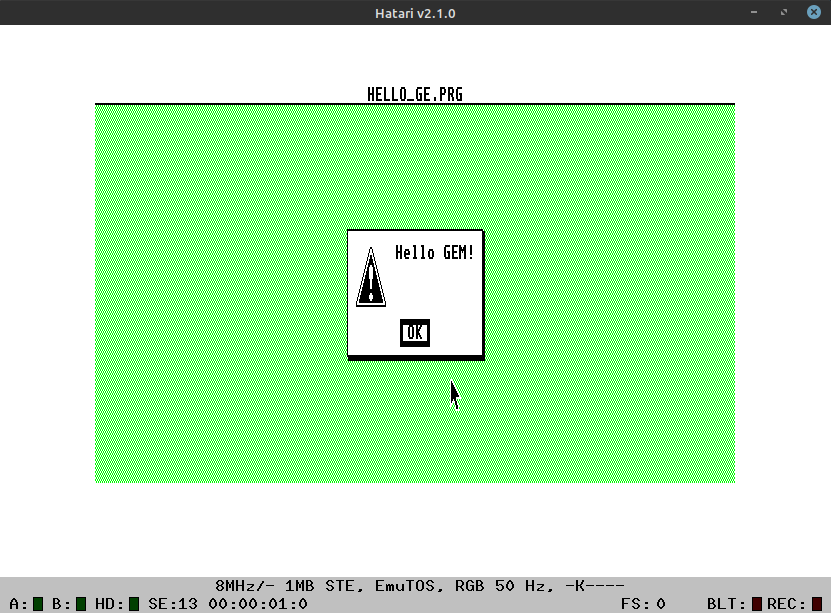 Hatari v2.1.0
HELLO_GE.PRG
Hello GEM!
OK
8MHz/- 1MB STE, EmuTOS, RGB 50 Hz, -K----
A: B: HD: SE:13 00:00:01:0 FS: 0 BLT: REC: